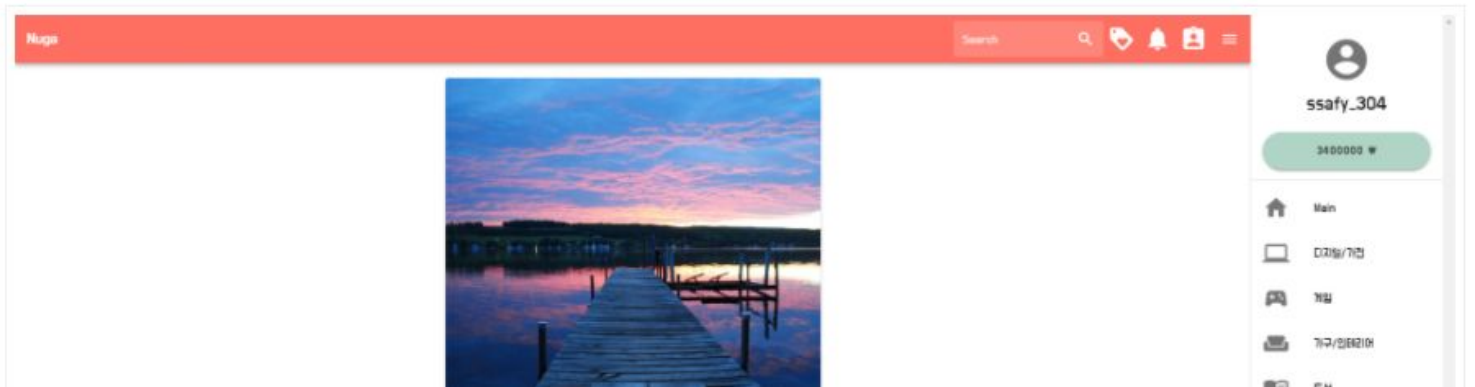 Nuga
Search
ssafy_304
3400000 ₩
Main
디지털/가전
게임
가구/인테리어